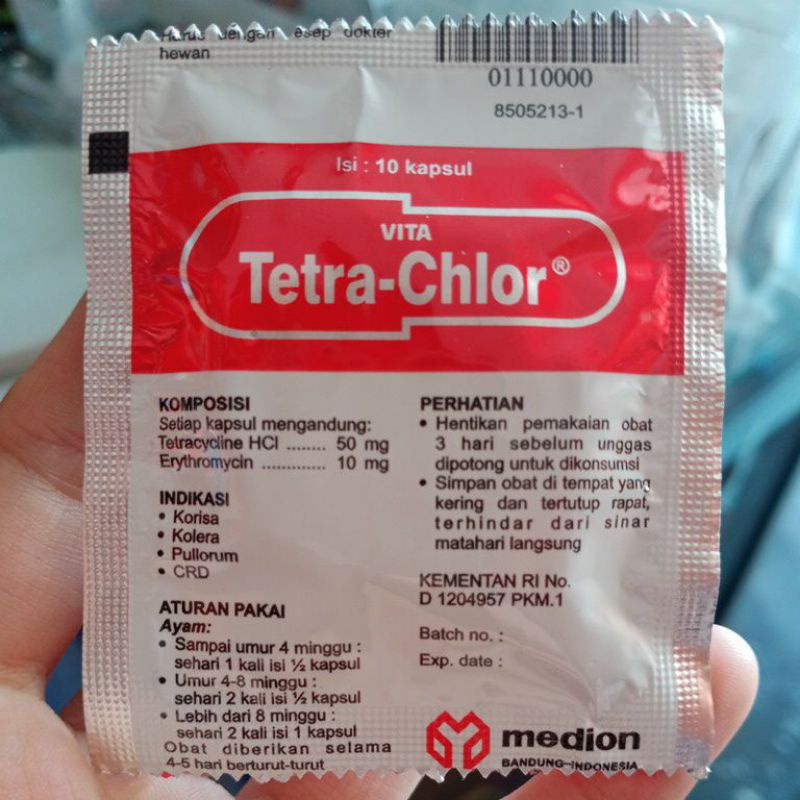 Harus dengan resep dokter
hewan
01110000
8505213-1
Isi : 10 kapsul
VITA
Tetra-Chlor®
KOMPOSISI
Setiap kapsul mengandung:
Tetracycline HCl ........ 50 mg
Erythromycin ............. 10 mg
INDIKASI
• Korisa
• Kolera
• Pullorum
• CRD
ATURAN PAKAI
Ayam:
• Sampai umur 4 minggu :
sehari 1 kali isi ½ kapsul
• Umur 4-8 minggu :
sehari 2 kali isi ½ kapsul
• Lebih dari 8 minggu :
sehari 2 kali isi 1 kapsul
Obat diberikan selama
4-5 hari berturut-turut
PERHATIAN
• Hentikan pemakaian obat
3 hari sebelum unggas
dipotong untuk dikonsumsi
• Simpan obat di tempat yang
kering dan tertutup rapat,
terhindar dari sinar
matahari langsung
KEMENTAN RI No.
D 1204957 PKM.1
Batch no. :
Exp. date :
medion
BANDUNG-INDONESIA